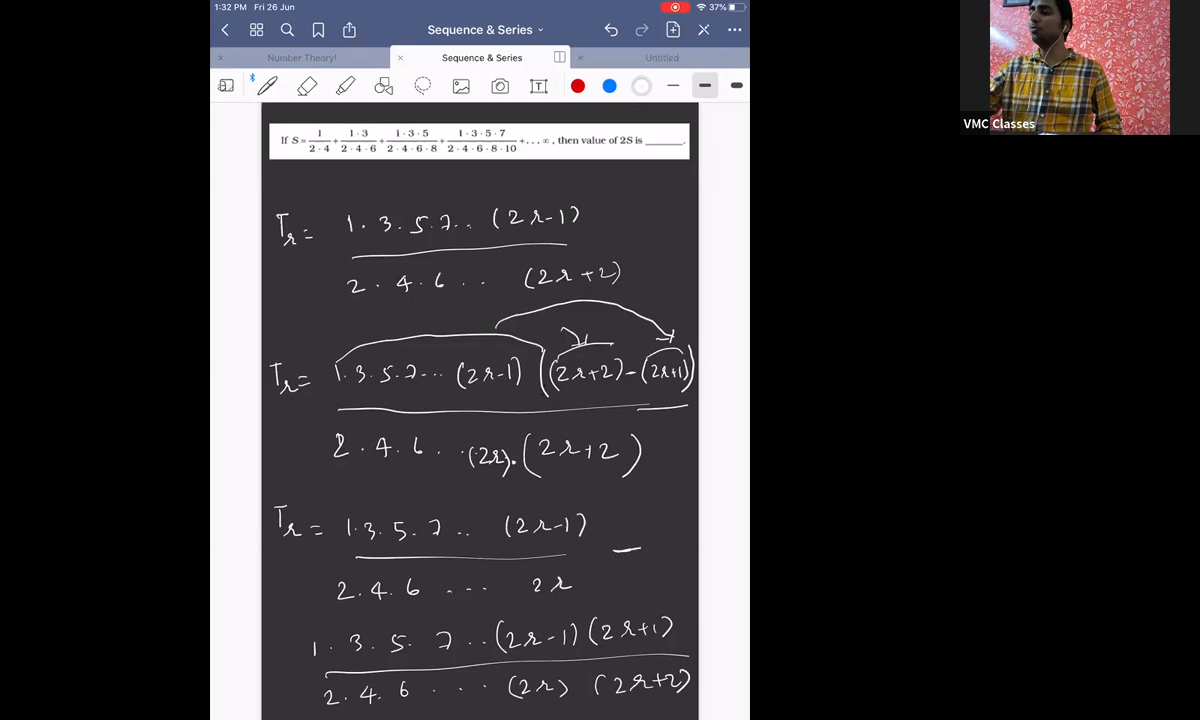 1:32 PM Fri 26 Jun 37%
Sequence & Series
Number Theory! Sequence & Series Untitled
VMC Classes
If S = 1/(2·4) + (1·3)/(2·4·6) + (1·3·5)/(2·4·6·8) + (1·3·5·7)/(2·4·6·8·10) + ... ∞, then value of 2S is ______.
Tr = 1·3·5·7.. (2r-1)
2·4·6·.. (2r+2)
Tr = 1·3·5·7... (2r-1) ((2r+2)-(2r+1))
2·4·6·..(2r)·(2r+2)
Tr = 1·3·5·7.. (2r-1) -
2·4·6 ... 2r
1·3·5·7..(2r-1)(2r+1)
2·4·6 ... (2r) (2r+2)